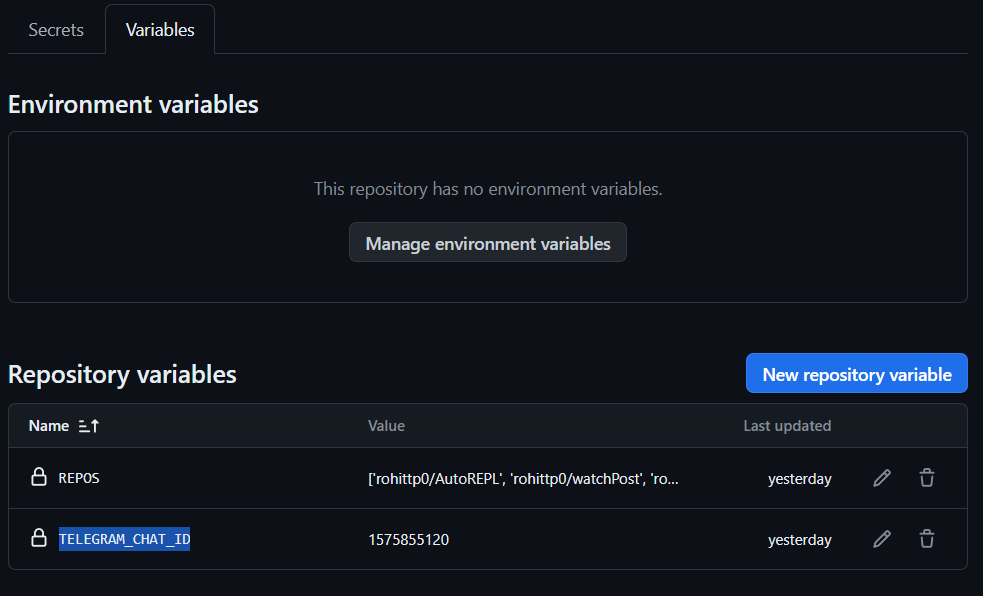 Secrets Variables
Environment variables
This repository has no environment variables.
Manage environment variables
Repository variables
New repository variable
Name Value Last updated
REPOS ['rohittp0/AutoREPL', 'rohittp0/watchPost', 'ro... yesterday
TELEGRAM_CHAT_ID 1575855120 yesterday